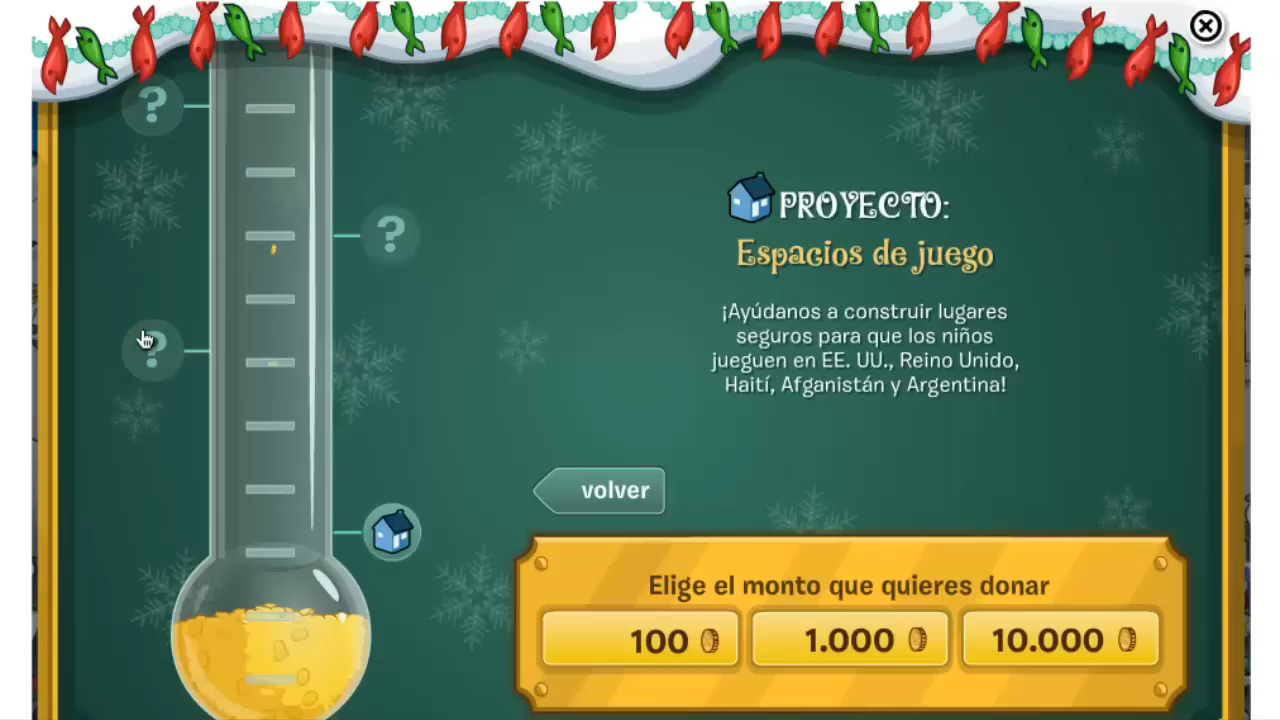 ?
?
?
PROYECTO:
Espacios de juego
¡Ayúdanos a construir lugares
seguros para que los niños
jueguen en EE. UU., Reino Unido,
Haití, Afganistán y Argentina!
volver
Elige el monto que quieres donar
100
1.000
10.000